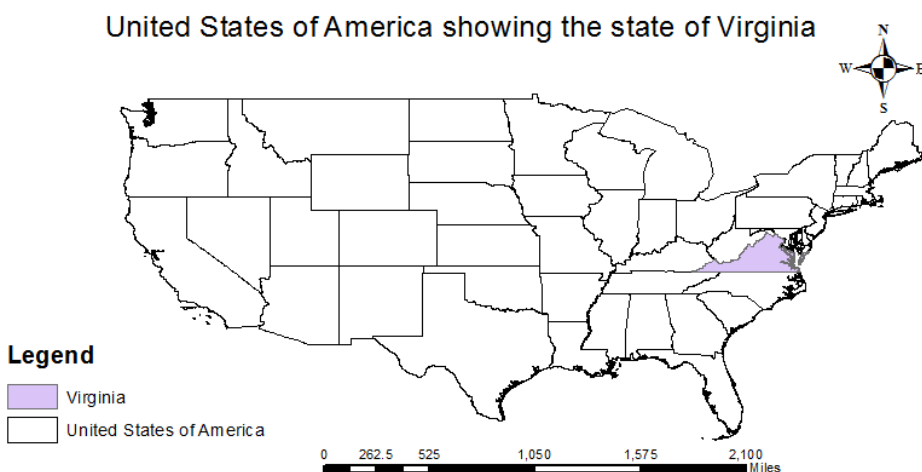 United States of America showing the state of Virginia
N
W E
S
Legend
Virginia
United States of America
0 262.5 525 1,050 1,575 2,100
Miles